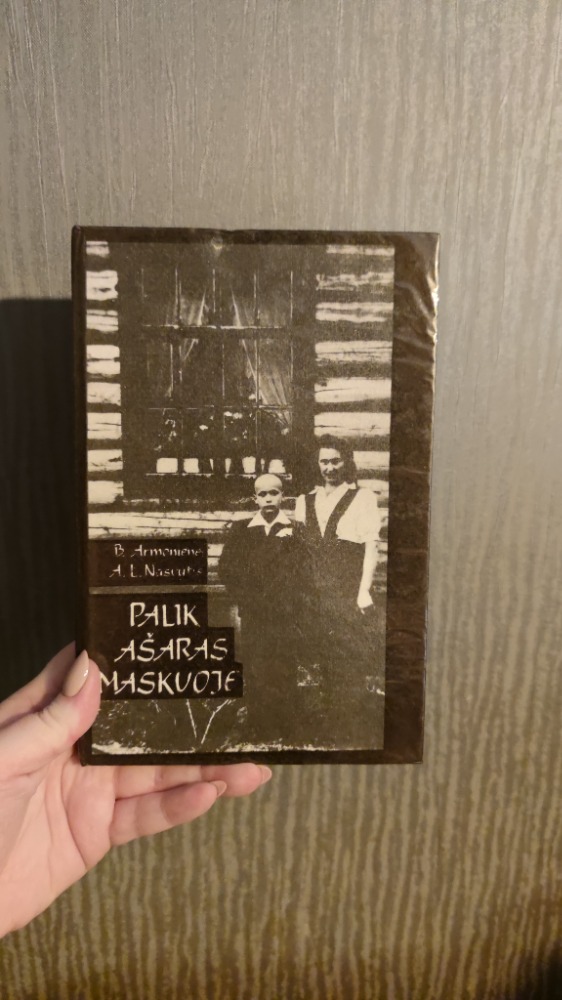 B. Armonienė
A. L. Nasvytis
PALIK
AŠARAS
MASKVOJE